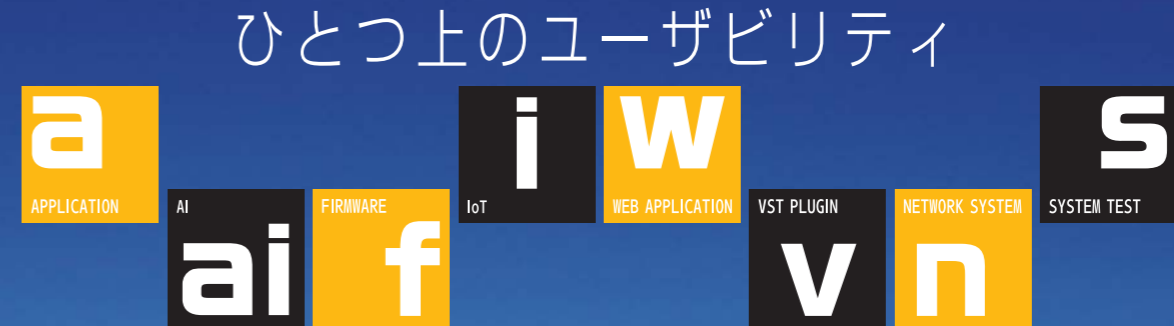 ひとつ上のユーザビリティ
a
APPLICATION
AI
ai
FIRMWARE
f
i
IoT
w
WEB APPLICATION
VST PLUGIN
v
NETWORK SYSTEM
n
s
SYSTEM TEST